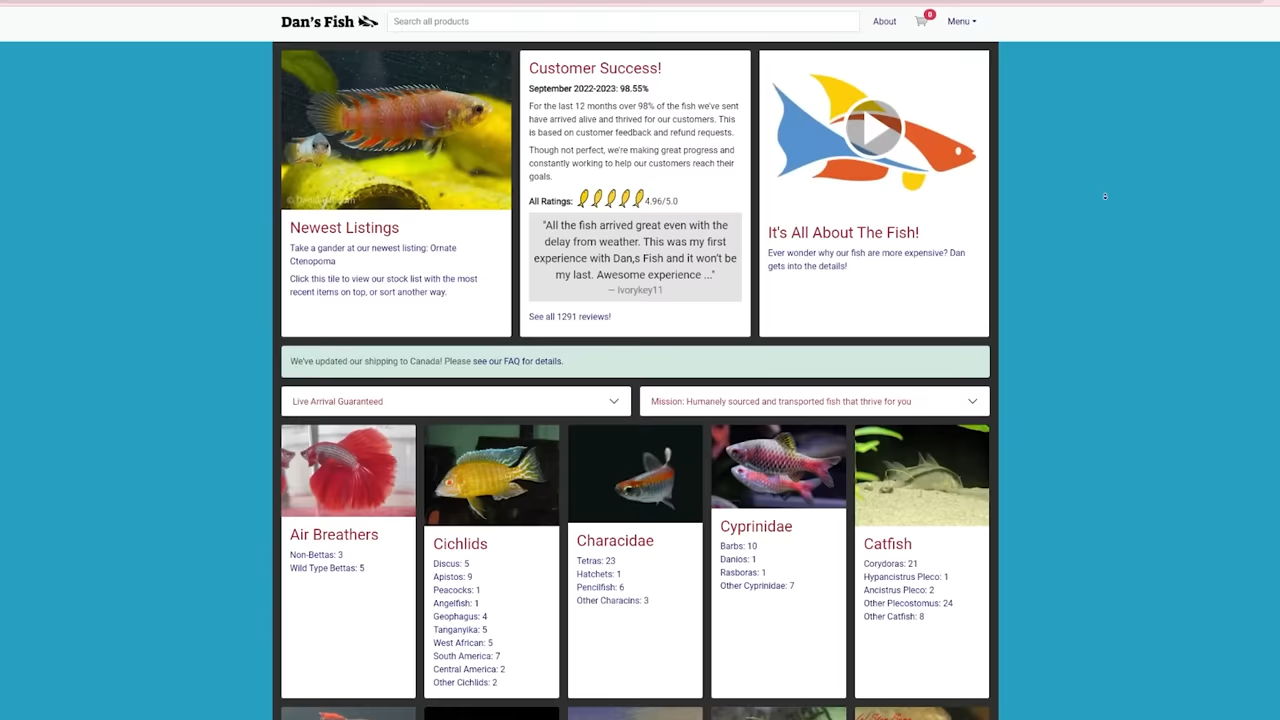 Dan's Fish
Search all products
About
0
Menu
Newest Listings
Take a gander at our newest listing: Ornate
Ctenopoma
Click this tile to view our stock list with the most
recent items on top, or sort another way.
Customer Success!
September 2022-2023: 98.55%
For the last 12 months over 98% of the fish we've sent
have arrived alive and thrived for our customers. This
is based on customer feedback and refund requests.
Though not perfect, we're making great progress and
constantly working to help our customers reach their
goals.
All Ratings: 4.96/5.0
"All the fish arrived great even with the
delay from weather. This was my first
experience with Dan,s Fish and it won't be
my last. Awesome experience ..."
— Ivorykey11
See all 1291 reviews!
It's All About The Fish!
Ever wonder why our fish are more expensive? Dan
gets into the details!
We've updated our shipping to Canada! Please see our FAQ for details.
Live Arrival Guaranteed
Mission: Humanely sourced and transported fish that thrive for you
Air Breathers
Non-Bettas: 3
Wild Type Bettas: 5
Cichlids
Discus: 5
Apistos: 9
Peacocks: 1
Angelfish: 1
Geophagus: 4
Tanganyika: 5
West African: 5
South America: 7
Central America: 2
Other Cichlids: 2
Characidae
Tetras: 23
Hatchets: 1
Pencilfish: 6
Other Characins: 3
Cyprinidae
Barbs: 10
Danios: 1
Rasboras: 1
Other Cyprinidae: 7
Catfish
Corydoras: 21
Hypancistrus Pleco: 1
Ancistrus Pleco: 2
Other Plecostomus: 24
Other Catfish: 8